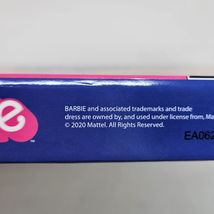 e
™
BARBIE and associated trademarks and trade
dress are owned by, and used under license from, Ma
© 2020 Mattel. All Rights Reserved.
EA062